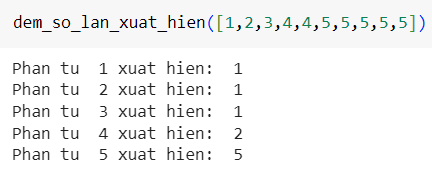 dem_so_lan_xuat_hien([1,2,3,4,4,5,5,5,5,5])
Phan tu  1 xuat hien:  1
Phan tu  2 xuat hien:  1
Phan tu  3 xuat hien:  1
Phan tu  4 xuat hien:  2
Phan tu  5 xuat hien:  5